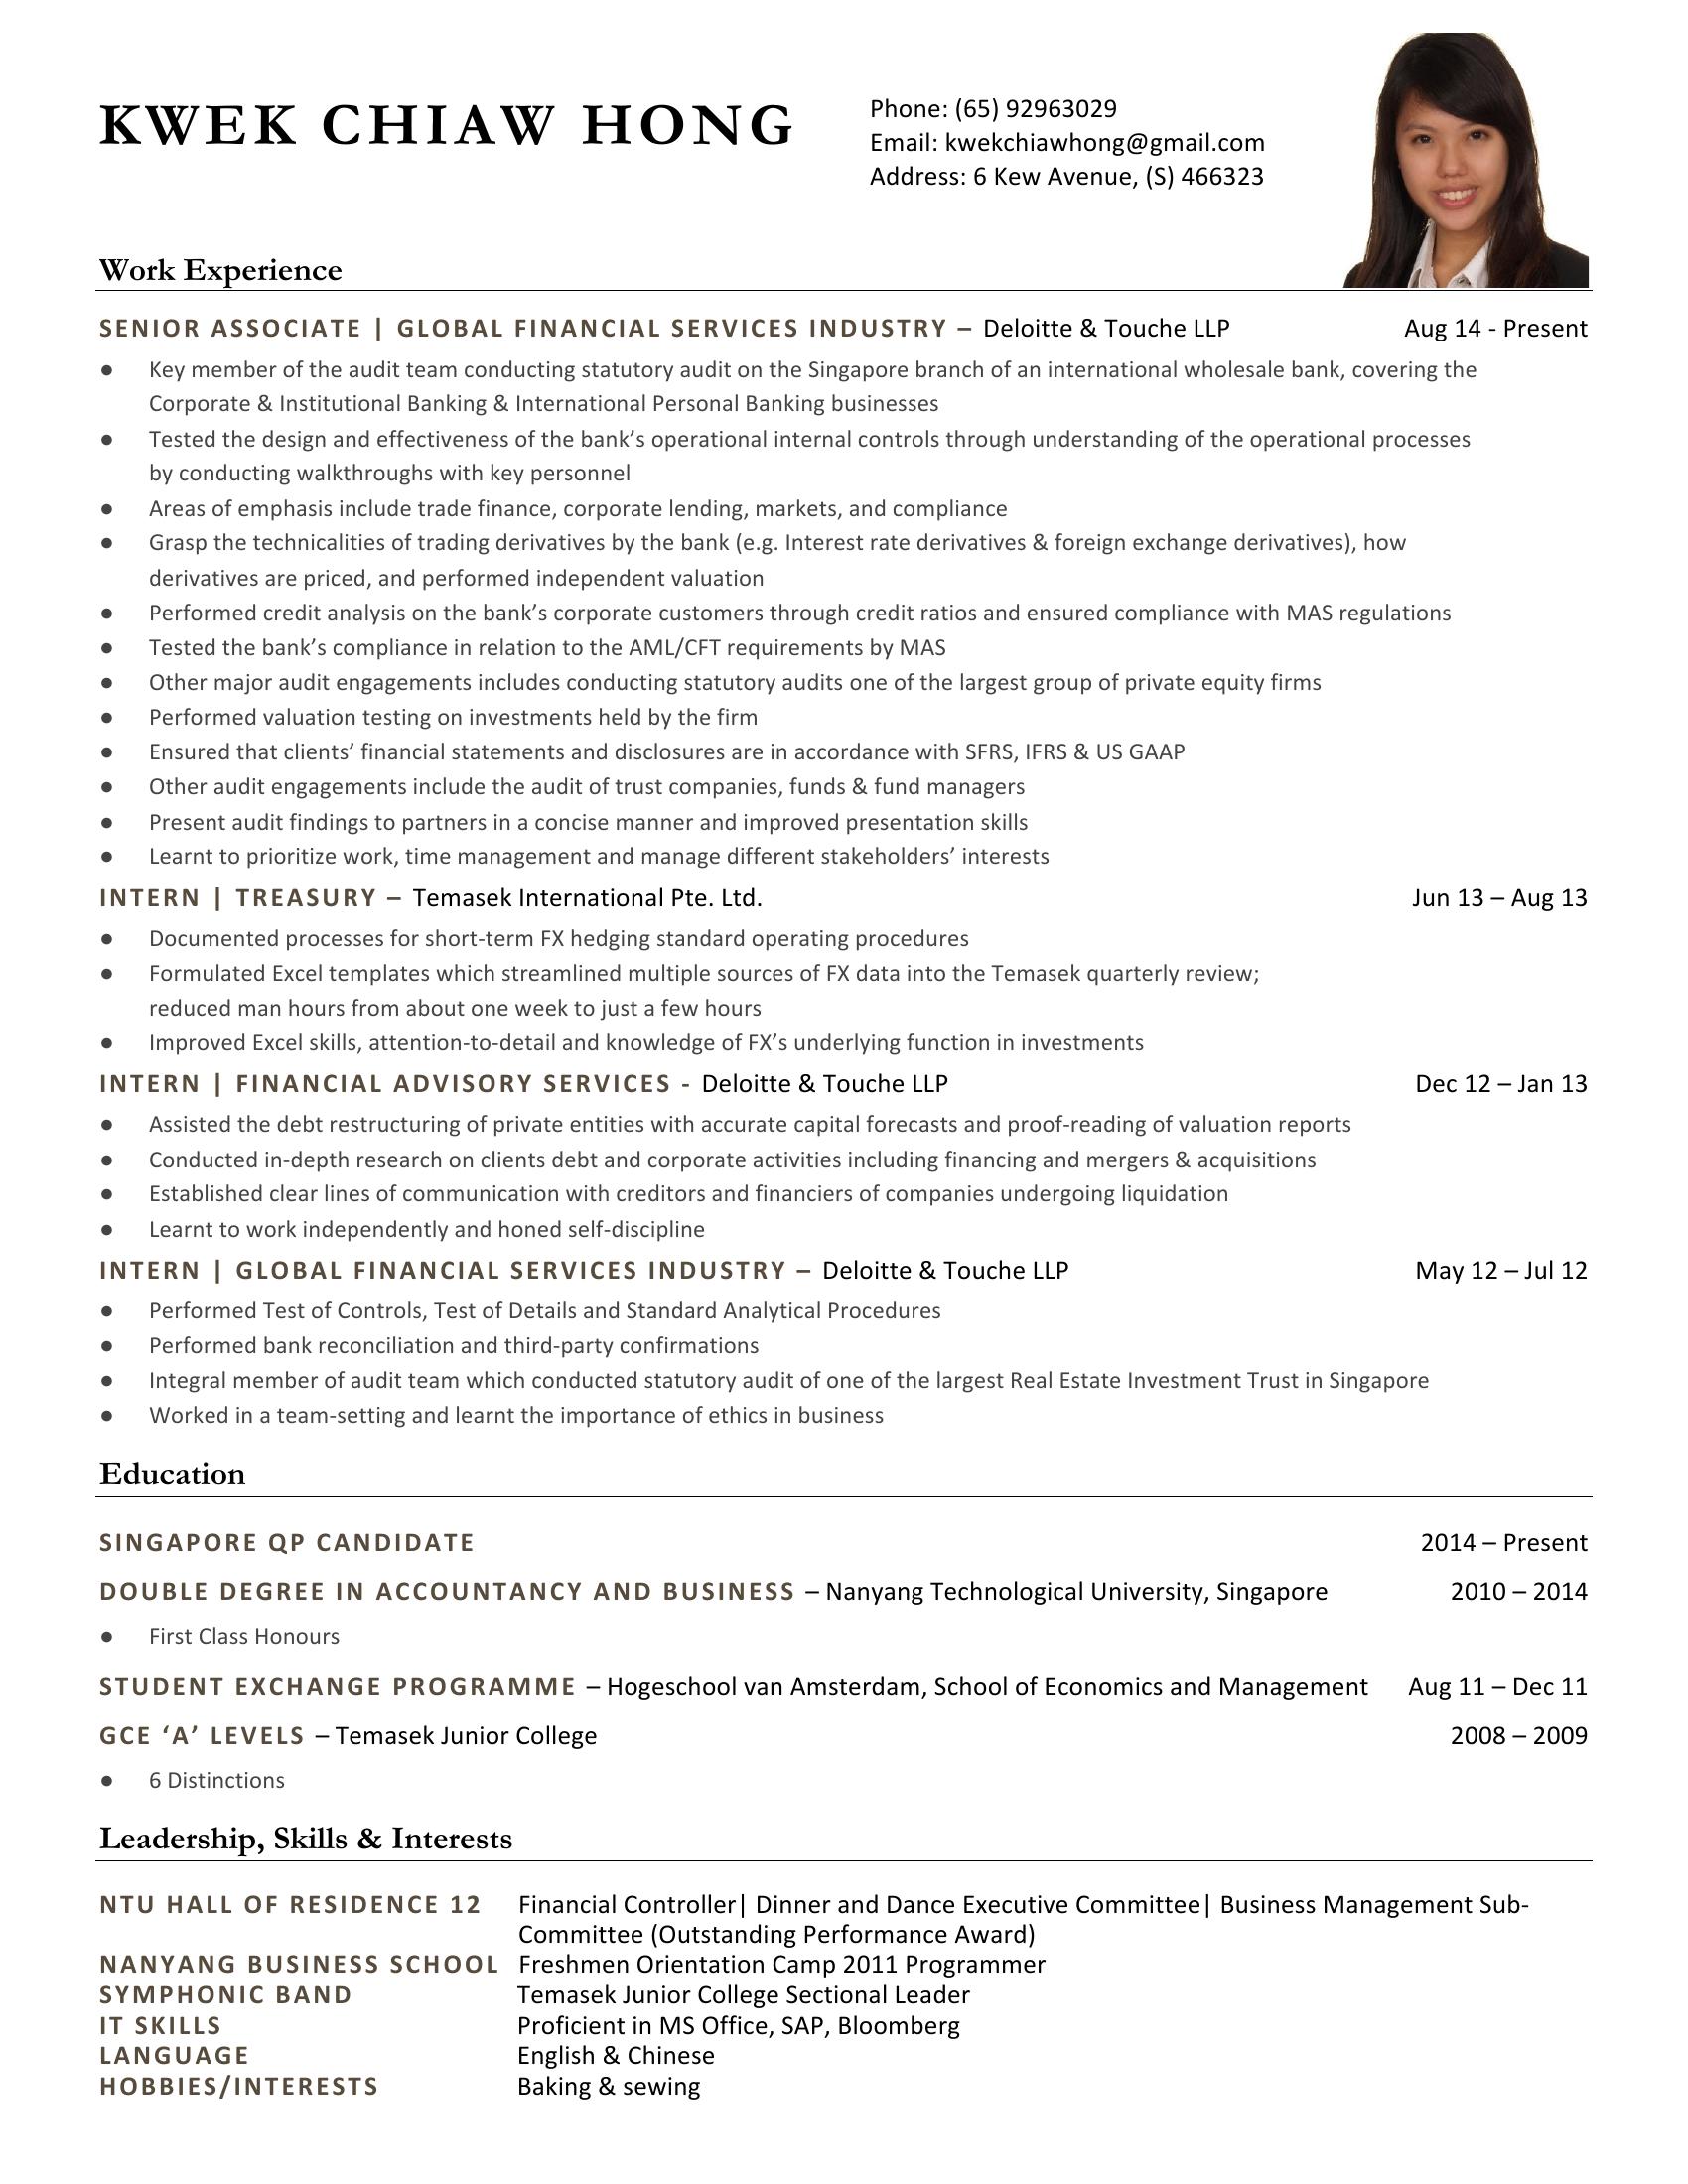 KWEK CHIAW HONG
Phone: (65) 92963029
Email: kwekchiawhong@gmail.com
Address: 6 Kew Avenue, (S) 466323
Work Experience
SENIOR ASSOCIATE | GLOBAL FINANCIAL SERVICES INDUSTRY – Deloitte & Touche LLP Aug 14 - Present
● Key member of the audit team conducting statutory audit on the Singapore branch of an international wholesale bank, covering the
Corporate & Institutional Banking & International Personal Banking businesses
● Tested the design and effectiveness of the bank’s operational internal controls through understanding of the operational processes
by conducting walkthroughs with key personnel
● Areas of emphasis include trade finance, corporate lending, markets, and compliance
● Grasp the technicalities of trading derivatives by the bank (e.g. Interest rate derivatives & foreign exchange derivatives), how
derivatives are priced, and performed independent valuation
● Performed credit analysis on the bank’s corporate customers through credit ratios and ensured compliance with MAS regulations
● Tested the bank’s compliance in relation to the AML/CFT requirements by MAS
● Other major audit engagements includes conducting statutory audits one of the largest group of private equity firms
● Performed valuation testing on investments held by the firm
● Ensured that clients’ financial statements and disclosures are in accordance with SFRS, IFRS & US GAAP
● Other audit engagements include the audit of trust companies, funds & fund managers
● Present audit findings to partners in a concise manner and improved presentation skills
● Learnt to prioritize work, time management and manage different stakeholders’ interests
INTERN | TREASURY – Temasek International Pte. Ltd. Jun 13 – Aug 13
● Documented processes for short-term FX hedging standard operating procedures
● Formulated Excel templates which streamlined multiple sources of FX data into the Temasek quarterly review;
reduced man hours from about one week to just a few hours
● Improved Excel skills, attention-to-detail and knowledge of FX’s underlying function in investments
INTERN | FINANCIAL ADVISORY SERVICES - Deloitte & Touche LLP Dec 12 – Jan 13
● Assisted the debt restructuring of private entities with accurate capital forecasts and proof-reading of valuation reports
● Conducted in-depth research on clients debt and corporate activities including financing and mergers & acquisitions
● Established clear lines of communication with creditors and financiers of companies undergoing liquidation
● Learnt to work independently and honed self-discipline
INTERN | GLOBAL FINANCIAL SERVICES INDUSTRY – Deloitte & Touche LLP May 12 – Jul 12
● Performed Test of Controls, Test of Details and Standard Analytical Procedures
● Performed bank reconciliation and third-party confirmations
● Integral member of audit team which conducted statutory audit of one of the largest Real Estate Investment Trust in Singapore
● Worked in a team-setting and learnt the importance of ethics in business
Education
SINGAPORE QP CANDIDATE 2014 – Present
DOUBLE DEGREE IN ACCOUNTANCY AND BUSINESS – Nanyang Technological University, Singapore 2010 – 2014
● First Class Honours
STUDENT EXCHANGE PROGRAMME – Hogeschool van Amsterdam, School of Economics and Management Aug 11 – Dec 11
GCE ‘A’ LEVELS – Temasek Junior College 2008 – 2009
● 6 Distinctions
Leadership, Skills & Interests
NTU HALL OF RESIDENCE 12 Financial Controller| Dinner and Dance Executive Committee| Business Management Sub-
Committee (Outstanding Performance Award)
NANYANG BUSINESS SCHOOL Freshmen Orientation Camp 2011 Programmer
SYMPHONIC BAND Temasek Junior College Sectional Leader
IT SKILLS Proficient in MS Office, SAP, Bloomberg
LANGUAGE English & Chinese
HOBBIES/INTERESTS Baking & sewing